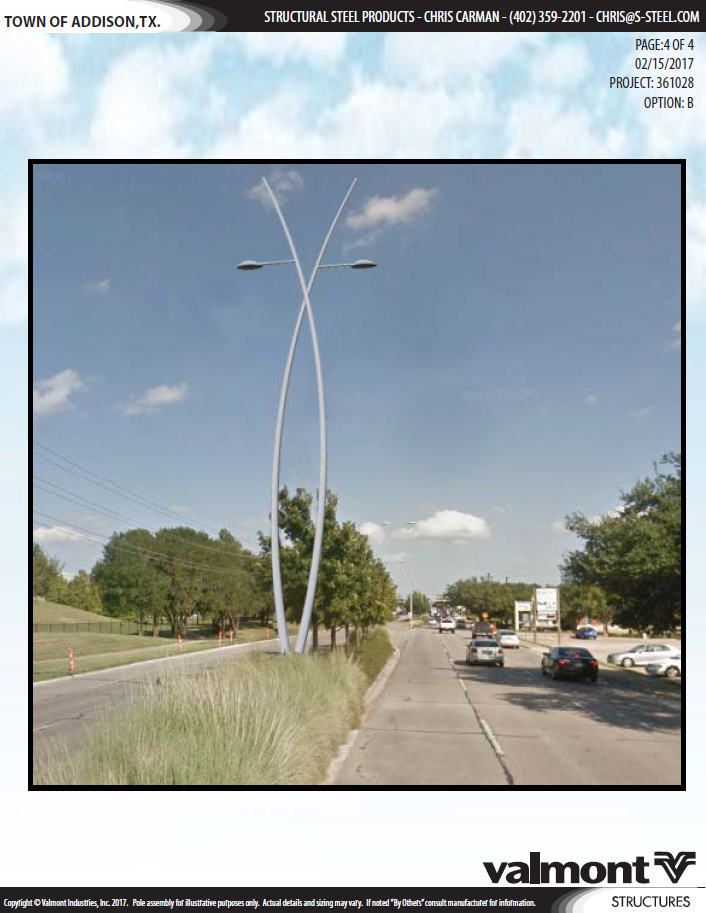 TOWN OF ADDISON,TX.
STRUCTURAL STEEL PRODUCTS - CHRIS CARMAN - (402) 359-2201 - CHRIS@S-STEEL.COM
PAGE:4 OF 4
02/15/2017
PROJECT: 361028
OPTION: B
valmont
Copyright © Valmont Industries, Inc. 2017. Pole assembly for illustrative purposes only. Actual details and sizing may vary. If noted "By Others" consult manufacturer for information.
STRUCTURES